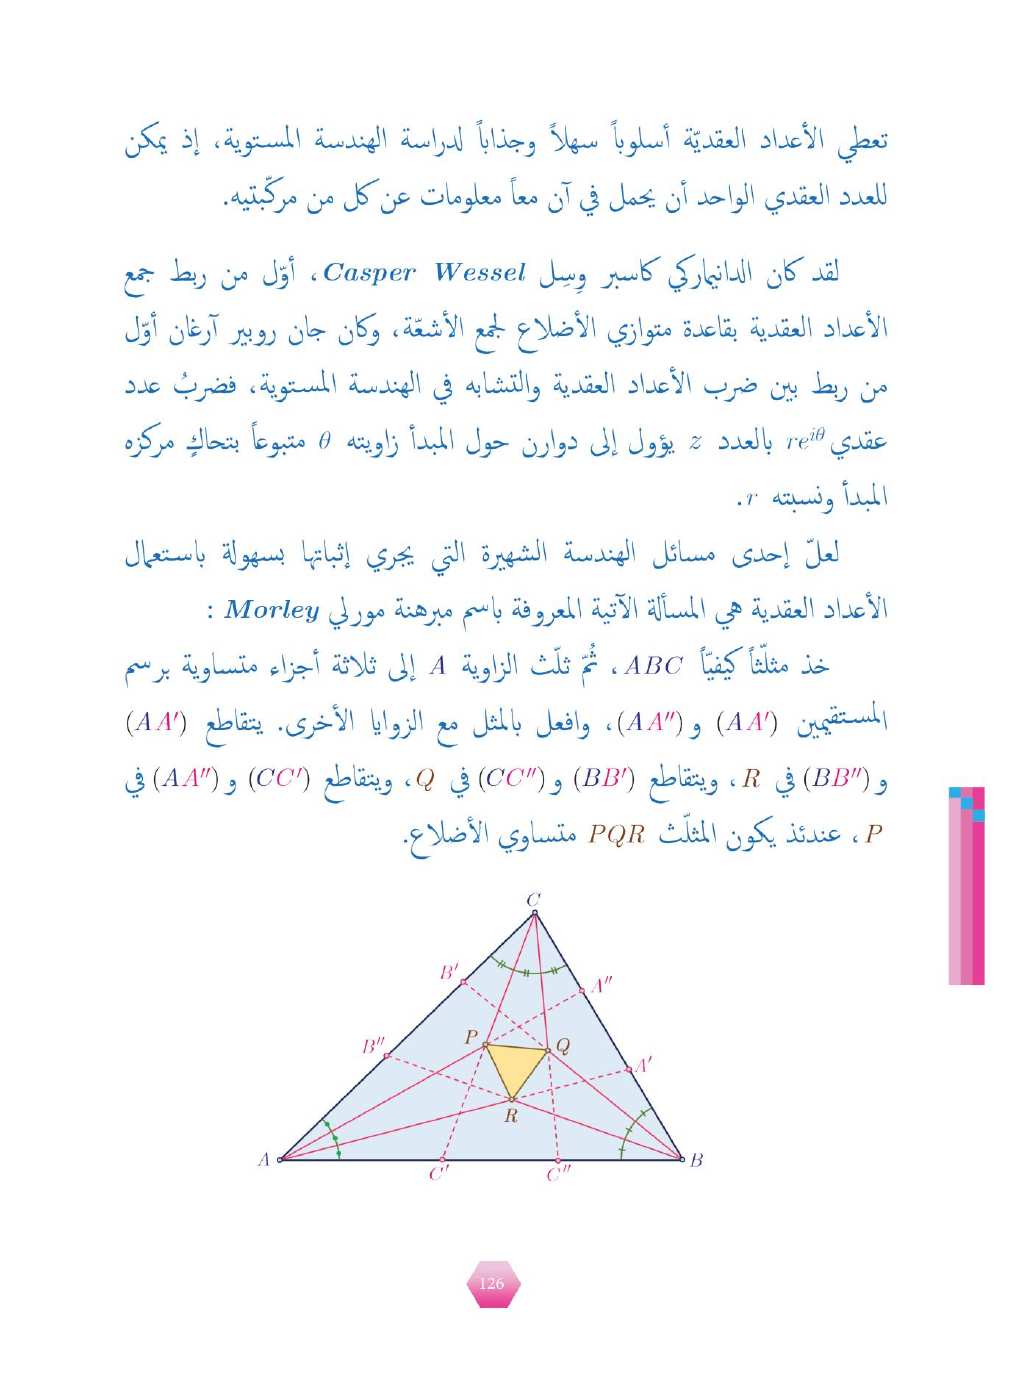 تعطي الأعداد العقديّة أسلوباً سهلاً وجذاباً لدراسة الهندسة المستوية، إذ يمكن
للعدد العقدي الواحد أن يحمل في آن معاً معلومات عن كل من مركّبتيه.
لقد كان الدانيماركي كاسبر وِسِل Casper Wessel، أوّل من ربط جمع
الأعداد العقدية بقاعدة متوازي الأضلاع لجمع الأشعّة، وكان جان روبير آرغان أوّل
من ربط بين ضرب الأعداد العقدية والتشابه في الهندسة المستوية، فضربُ عدد
عقدي re^{iθ} بالعدد z يؤول إلى دوارن حول المبدأ زاويته θ متبوعاً بتحاكٍ مركزه
المبدأ ونسبته r.
لعلّ إحدى مسائل الهندسة الشهيرة التي يجري إثباتها بسهولة باستعمال
الأعداد العقدية هي المسألة الآتية المعروفة باسم مبرهنة مورلي Morley :
خذ مثلّثاً كيفيّاً ABC، ثُمّ ثلّث الزاوية A إلى ثلاثة أجزاء متساوية برسم
المستقيمين (AA′) و (AA″)، وافعل بالمثل مع الزوايا الأخرى. يتقاطع (AA′)
و (BB″) في R، ويتقاطع (BB′) و (CC″) في Q، ويتقاطع (CC′) و (AA″) في
P، عندئذ يكون المثلّث PQR متساوي الأضلاع.
C
B′
A″
P
Q
B″
A′
R
A
B
C′
C″
126